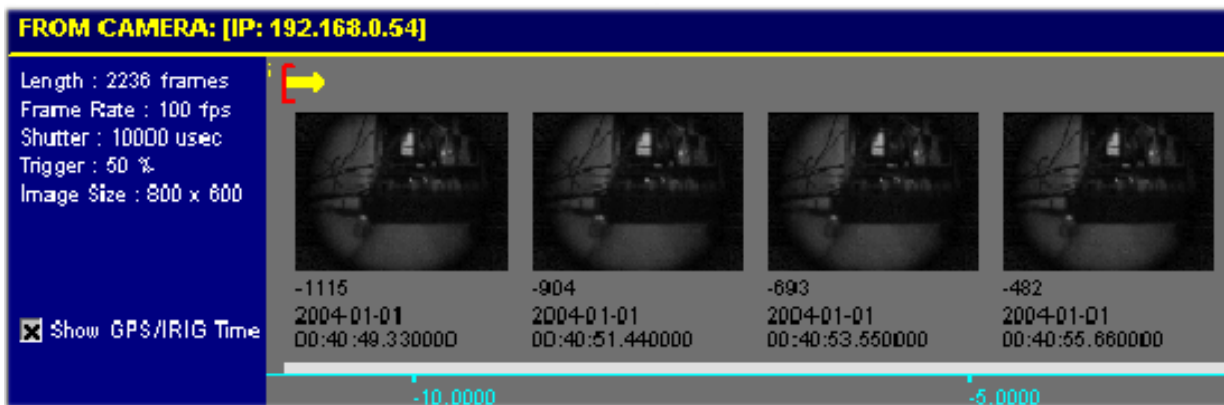 FROM CAMERA: [IP: 192.168.0.54]
Length : 2236 frames
Frame Rate : 100 fps
Shutter : 10000 usec
Trigger : 50 %
Image Size : 800 x 600
Show GPS/IRIG Time
-1115
2004-01-01
00:40:49.330000
-904
2004-01-01
00:40:51.440000
-693
2004-01-01
00:40:53.550000
-482
2004-01-01
00:40:55.660000
-10.0000
-5.0000